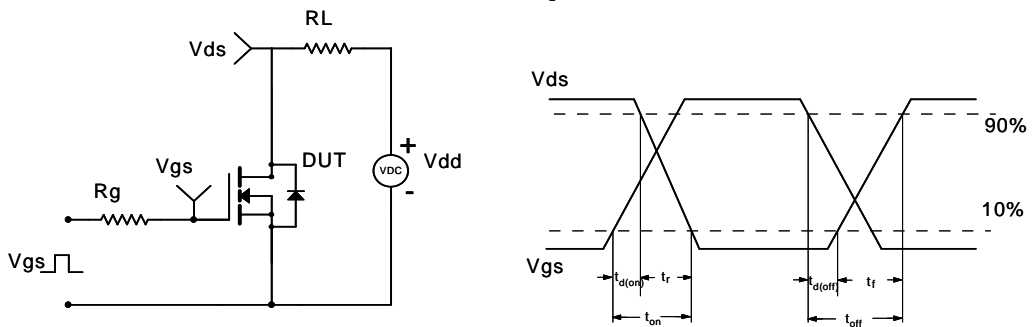 RL
Vds
Vgs
DUT
VDC
+
-
Vdd
Rg
Vgs
Vds
90%
10%
Vgs
td(on)
tr
td(off)
tf
ton
toff